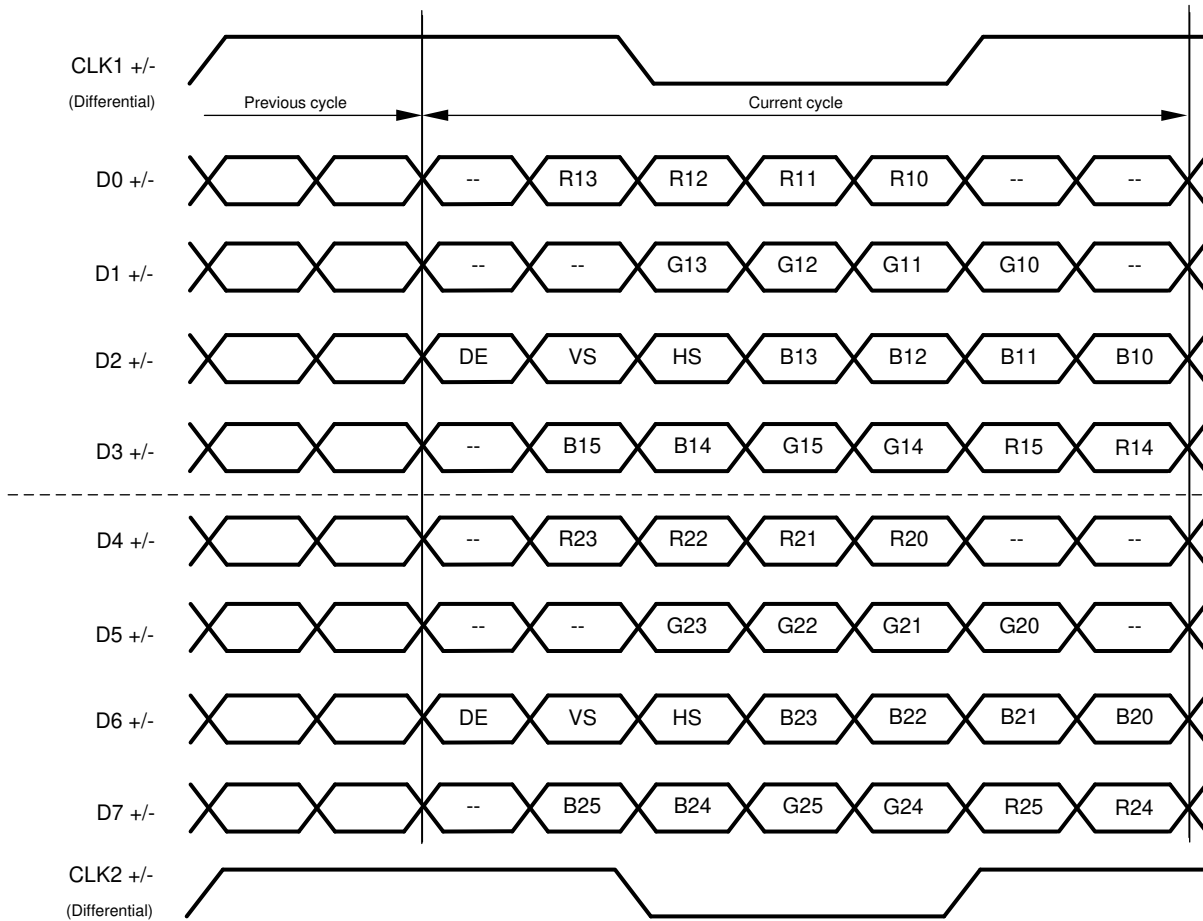 CLK1 +/-
(Differential)
Previous cycle Current cycle
D0 +/- -- R13 R12 R11 R10 -- --
D1 +/- -- -- G13 G12 G11 G10 --
D2 +/- DE VS HS B13 B12 B11 B10
D3 +/- -- B15 B14 G15 G14 R15 R14
D4 +/- -- R23 R22 R21 R20 -- --
D5 +/- -- -- G23 G22 G21 G20 --
D6 +/- DE VS HS B23 B22 B21 B20
D7 +/- -- B25 B24 G25 G24 R25 R24
CLK2 +/-
(Differential)